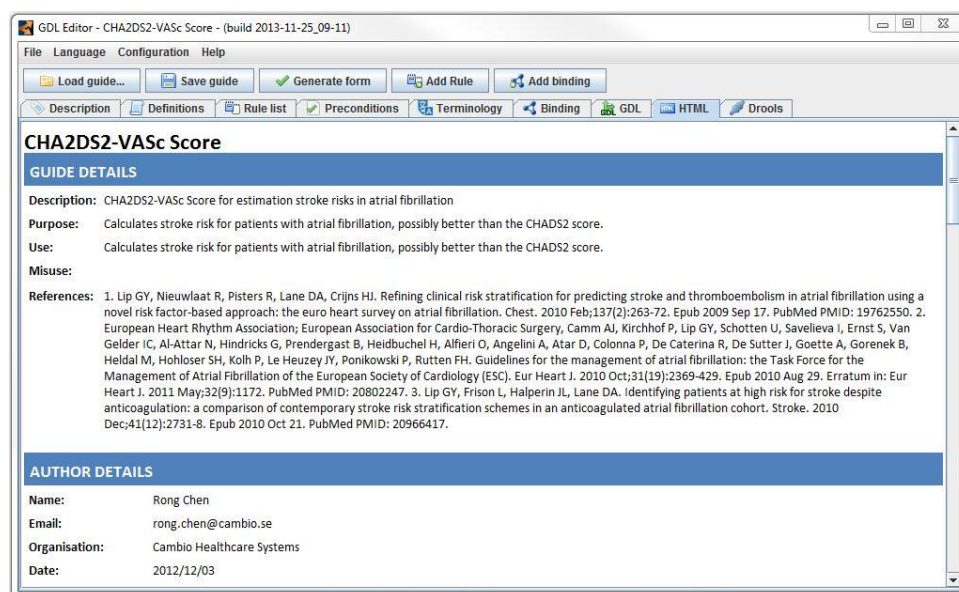 GDL Editor - CHA2DS2-VASc Score - (build 2013-11-25_09-11)
File Language Configuration Help
Load guide... Save guide Generate form Add Rule Add binding
Description Definitions Rule list Preconditions Terminology Binding GDL HTML Drools
CHA2DS2-VASc Score
GUIDE DETAILS
Description: CHA2DS2-VASc Score for estimation stroke risks in atrial fibrillation
Purpose: Calculates stroke risk for patients with atrial fibrillation, possibly better than the CHADS2 score.
Use: Calculates stroke risk for patients with atrial fibrillation, possibly better than the CHADS2 score.
Misuse:
References: 1. Lip GY, Nieuwlaat R, Pisters R, Lane DA, Crijns HJ. Refining clinical risk stratification for predicting stroke and thromboembolism in atrial fibrillation using a
novel risk factor-based approach: the euro heart survey on atrial fibrillation. Chest. 2010 Feb;137(2):263-72. Epub 2009 Sep 17. PubMed PMID: 19762550. 2.
European Heart Rhythm Association; European Association for Cardio-Thoracic Surgery, Camm AJ, Kirchhof P, Lip GY, Schotten U, Savelieva I, Ernst S, Van
Gelder IC, Al-Attar N, Hindricks G, Prendergast B, Heidbuchel H, Alfieri O, Angelini A, Atar D, Colonna P, De Caterina R, De Sutter J, Goette A, Gorenek B,
Heldal M, Hohloser SH, Kolh P, Le Heuzey JY, Ponikowski P, Rutten FH. Guidelines for the management of atrial fibrillation: the Task Force for the
Management of Atrial Fibrillation of the European Society of Cardiology (ESC). Eur Heart J. 2010 Oct;31(19):2369-429. Epub 2010 Aug 29. Erratum in: Eur
Heart J. 2011 May;32(9):1172. PubMed PMID: 20802247. 3. Lip GY, Frison L, Halperin JL, Lane DA. Identifying patients at high risk for stroke despite
anticoagulation: a comparison of contemporary stroke risk stratification schemes in an anticoagulated atrial fibrillation cohort. Stroke. 2010
Dec;41(12):2731-8. Epub 2010 Oct 21. PubMed PMID: 20966417.
AUTHOR DETAILS
Name: Rong Chen
Email: rong.chen@cambio.se
Organisation: Cambio Healthcare Systems
Date: 2012/12/03